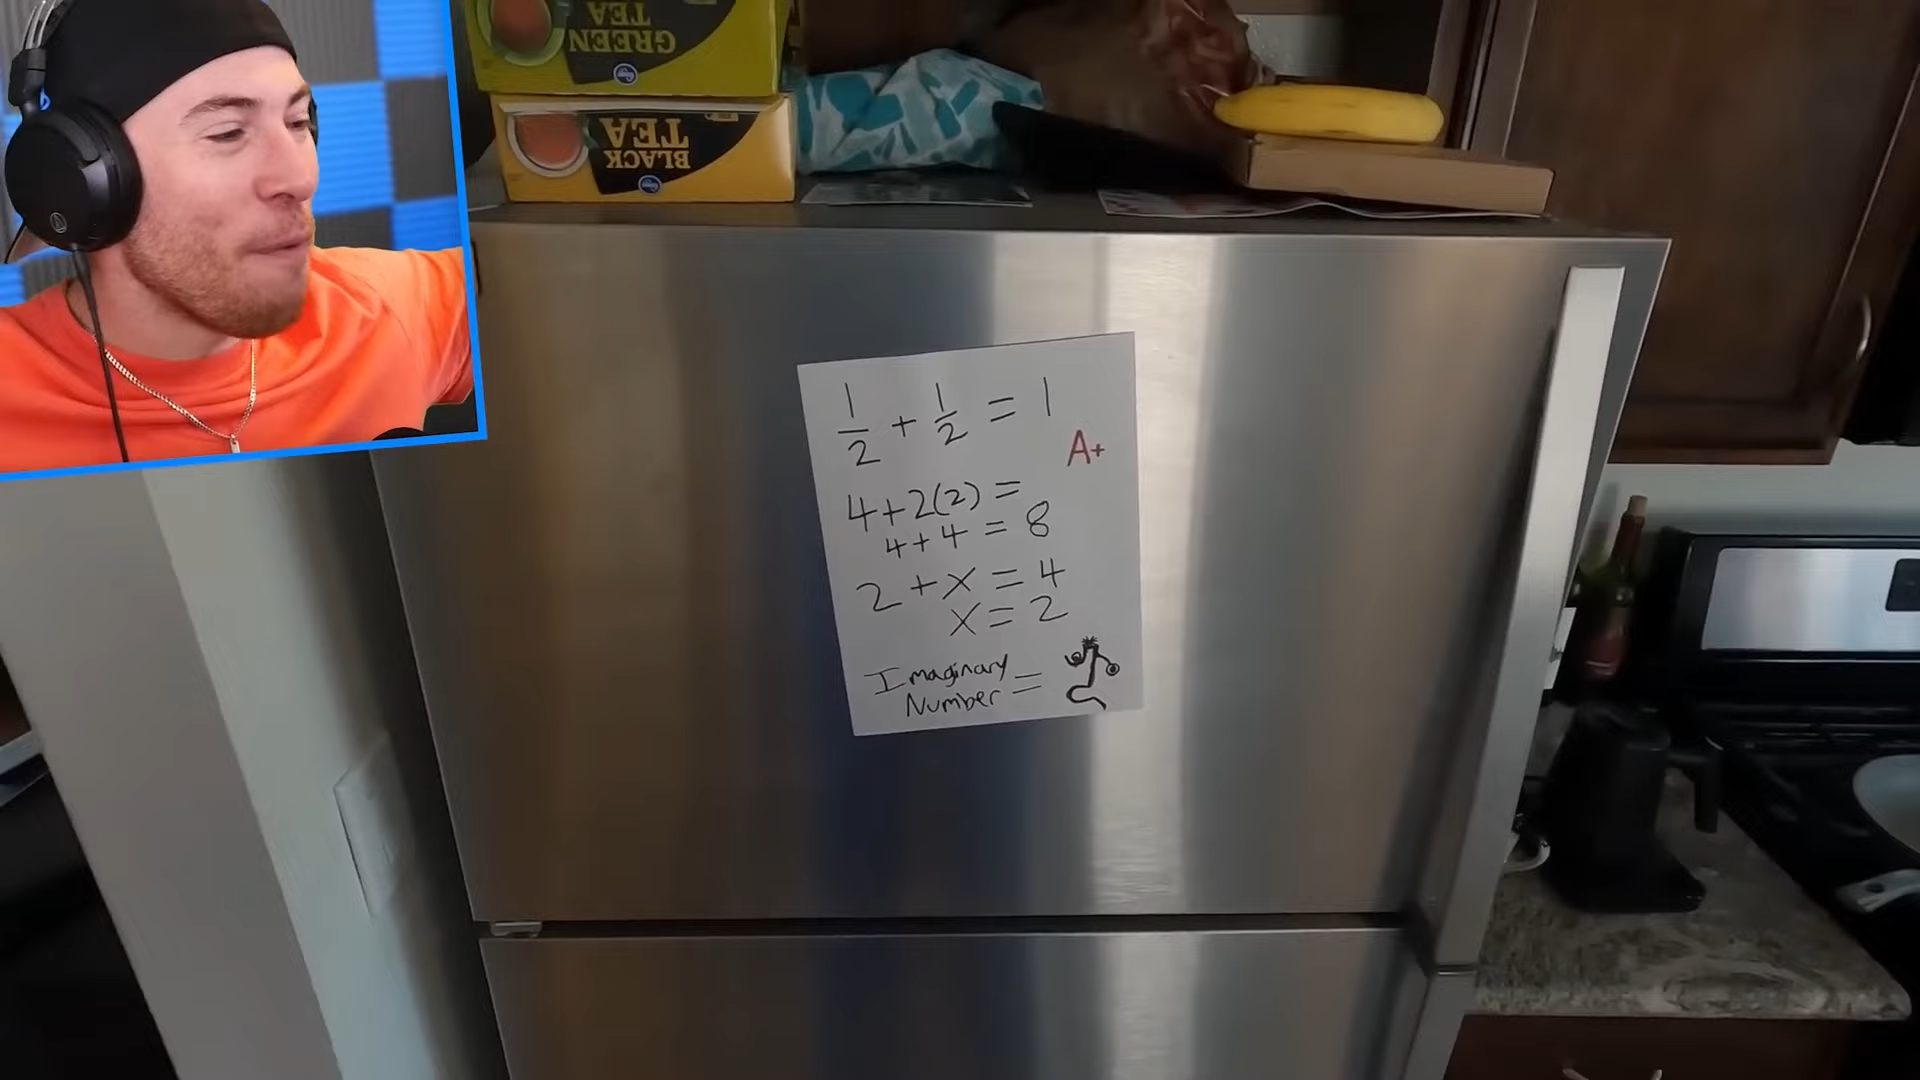 GREEN
TEA
BLACK
TEA
1/2 + 1/2 = 1
A+
4+2(2) =
4+4 = 8
2 + x = 4
x = 2
Imaginary
Number =